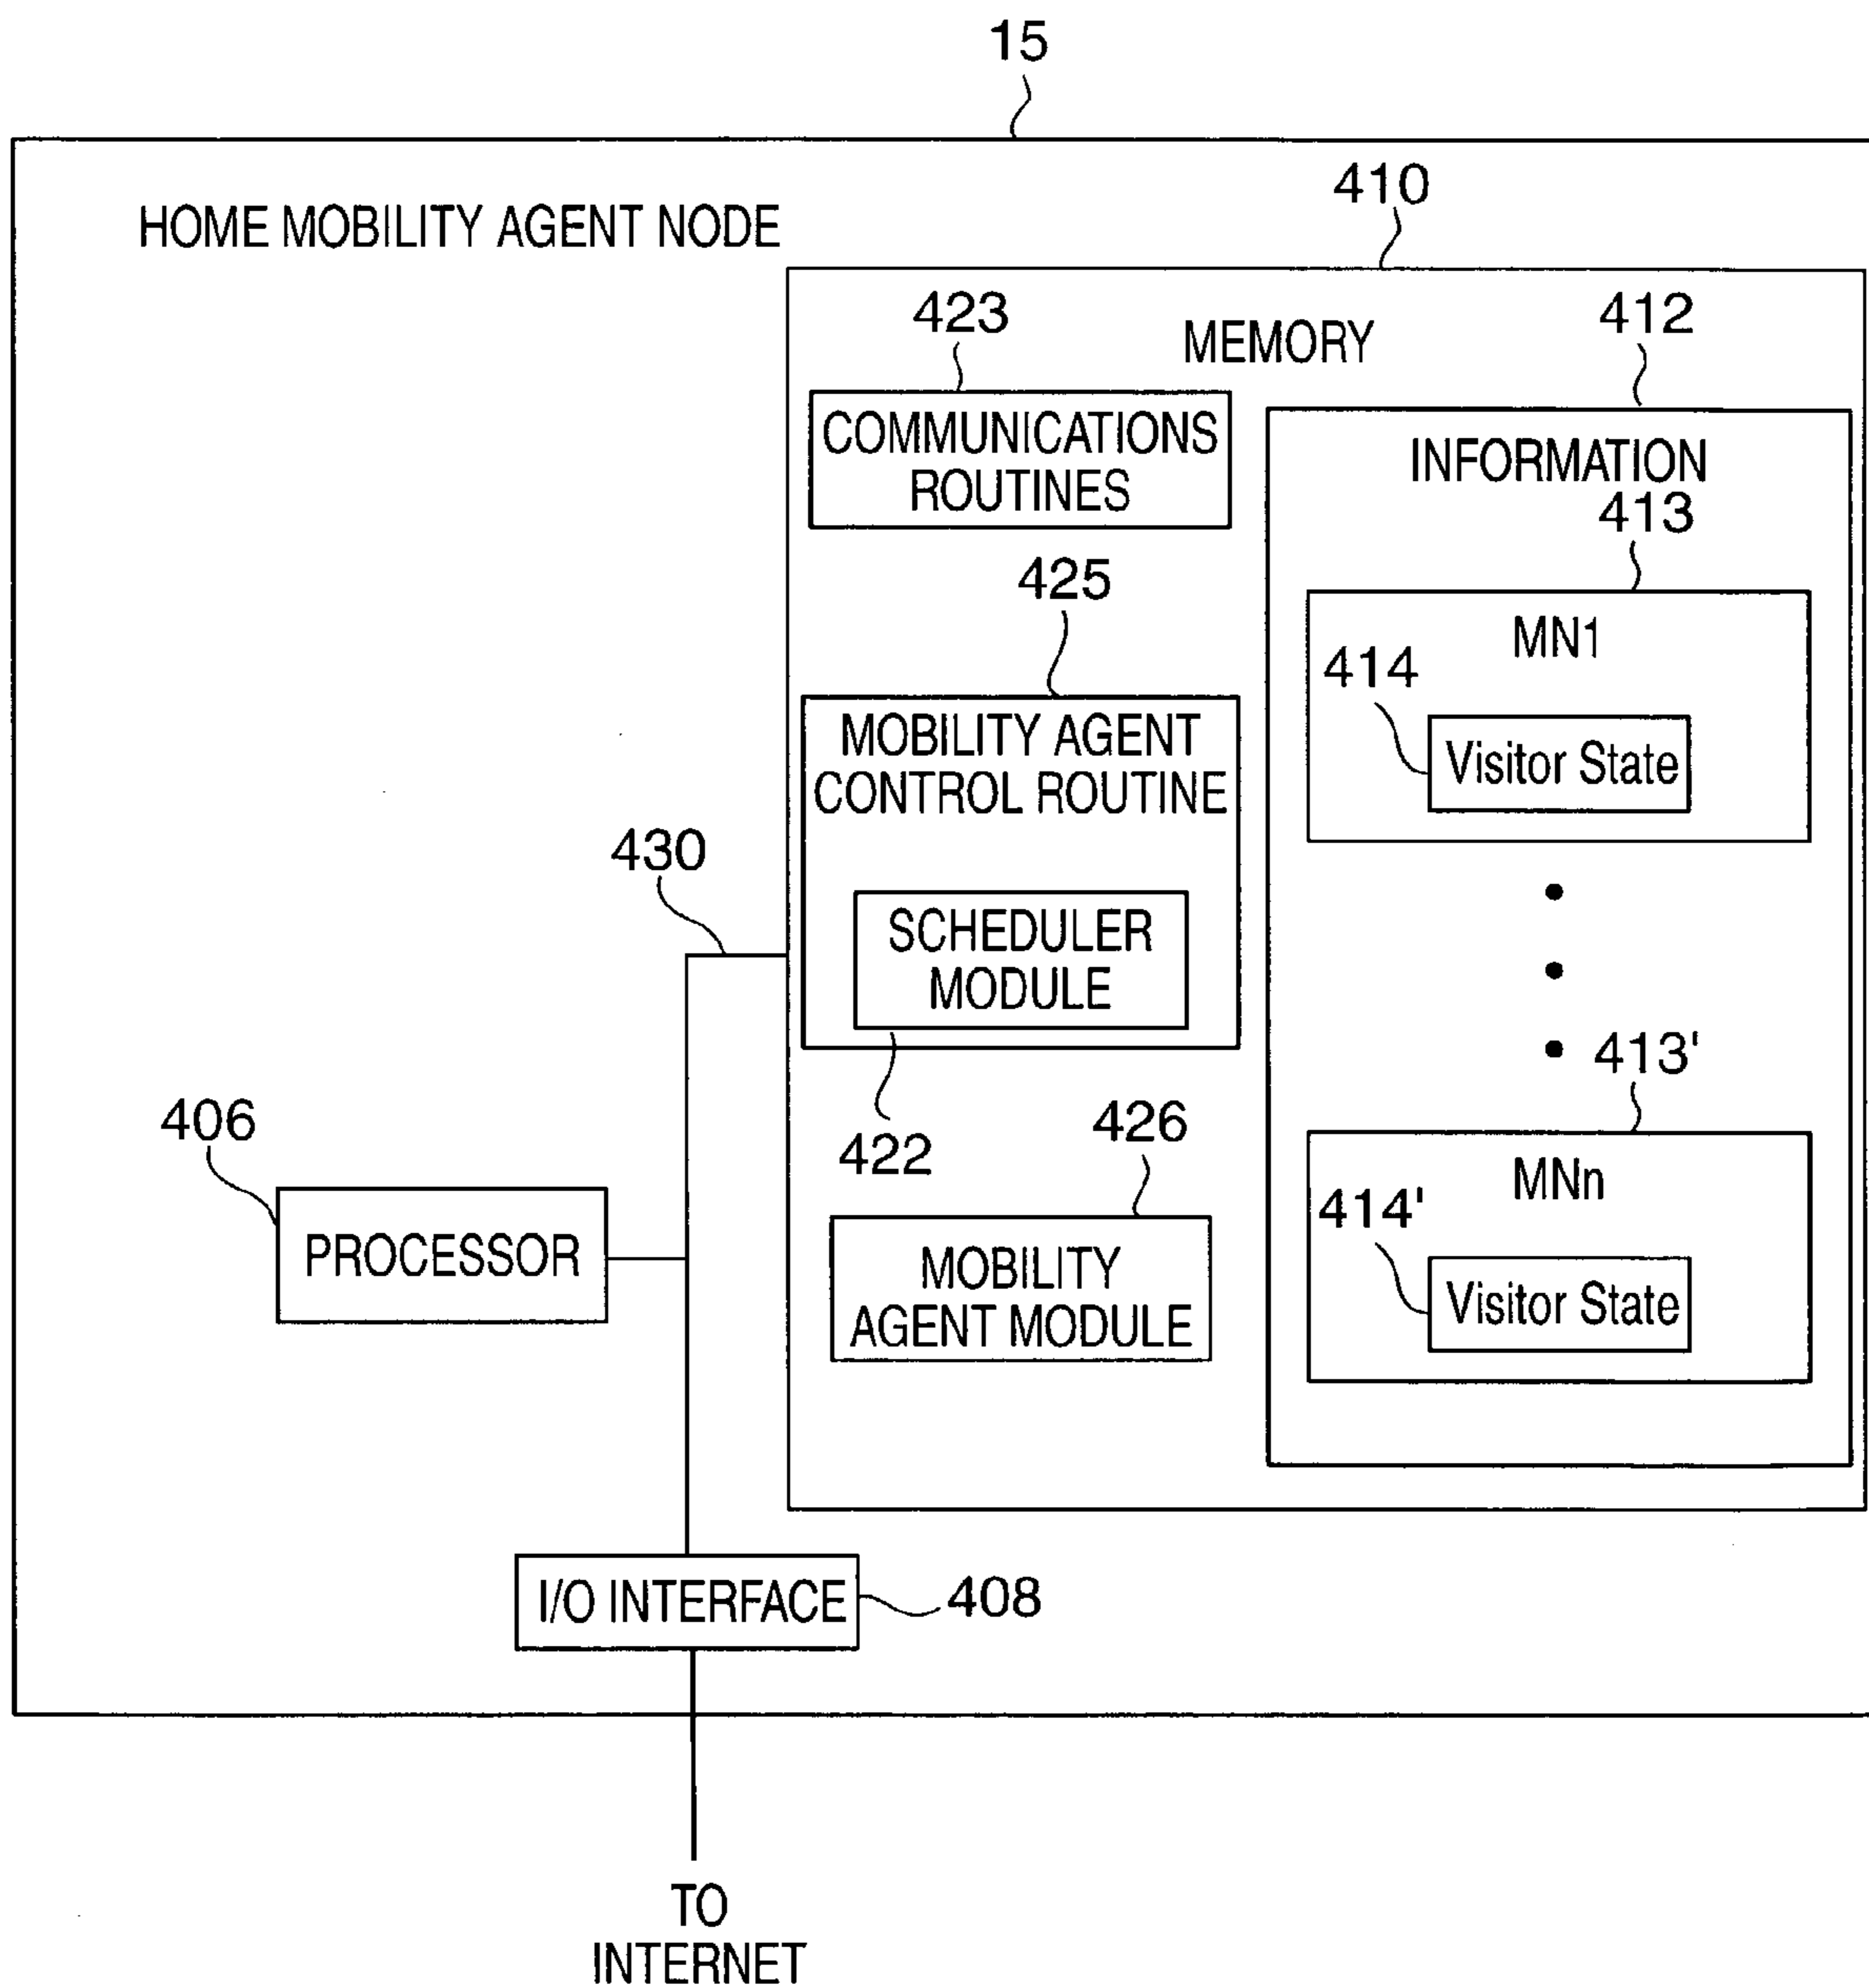 15
HOME MOBILITY AGENT NODE
410
MEMORY
423
COMMUNICATIONS
ROUTINES
412
INFORMATION
413
MN1
414
Visitor State
425
MOBILITY AGENT
CONTROL ROUTINE
SCHEDULER
MODULE
422
430
413'
MNn
414'
Visitor State
426
MOBILITY
AGENT MODULE
406
PROCESSOR
I/O INTERFACE
408
TO
INTERNET